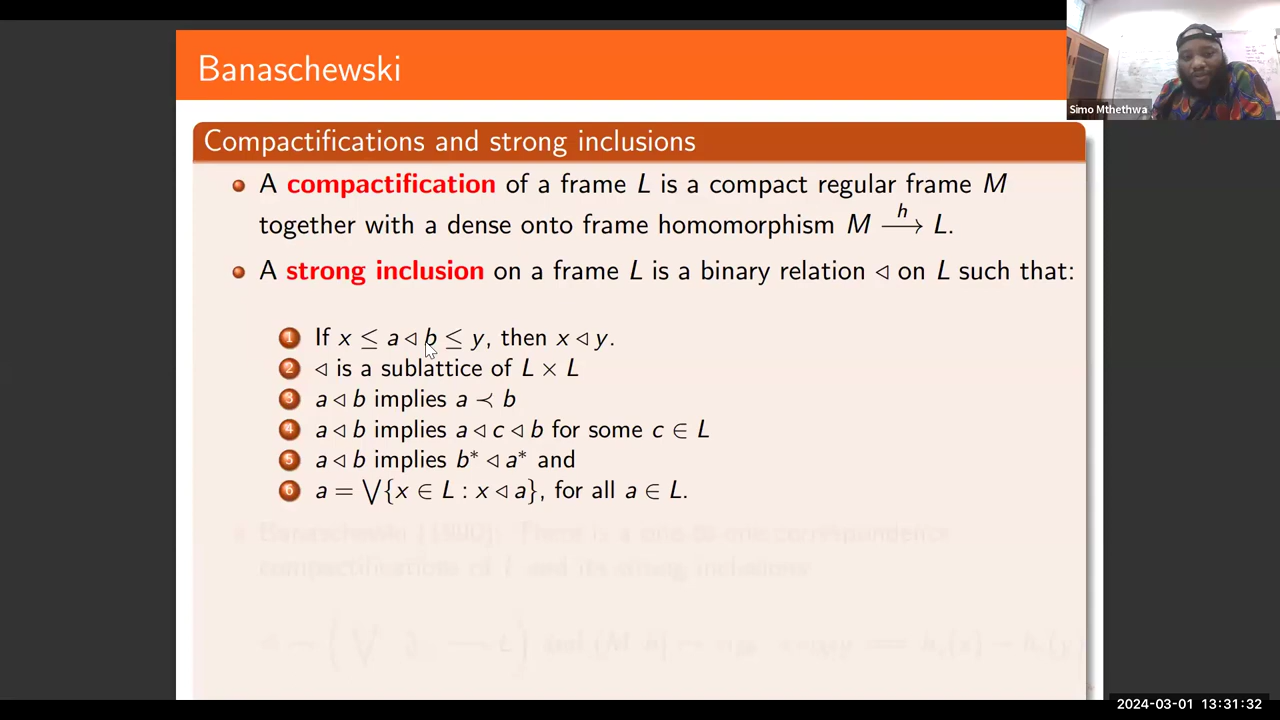 Banaschewski
Simo Mthethwa
Compactifications and strong inclusions
A compactification of a frame L is a compact regular frame M
together with a dense onto frame homomorphism M —h→ L.
A strong inclusion on a frame L is a binary relation ◁ on L such that:
1 If x ≤ a ◁ b ≤ y, then x ◁ y.
2 ◁ is a sublattice of L × L
3 a ◁ b implies a ≺ b
4 a ◁ b implies a ◁ c ◁ b for some c ∈ L
5 a ◁ b implies b* ◁ a* and
6 a = ⋁{x ∈ L : x ◁ a}, for all a ∈ L.
2024-03-01 13:31:32